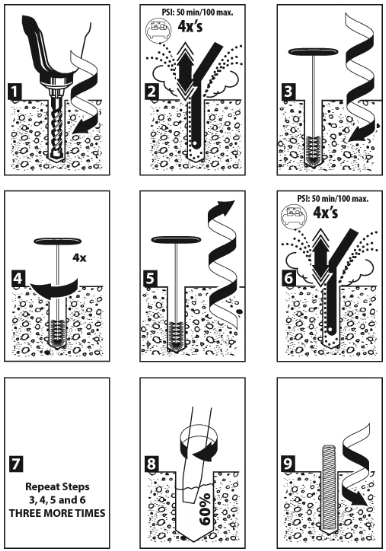 1
PSI: 50 min/100 max.
4x's
2
3
4
4x
5
PSI: 50 min/100 max.
4x's
6
7
Repeat Steps
3, 4, 5 and 6
THREE MORE TIMES
8
60%
9